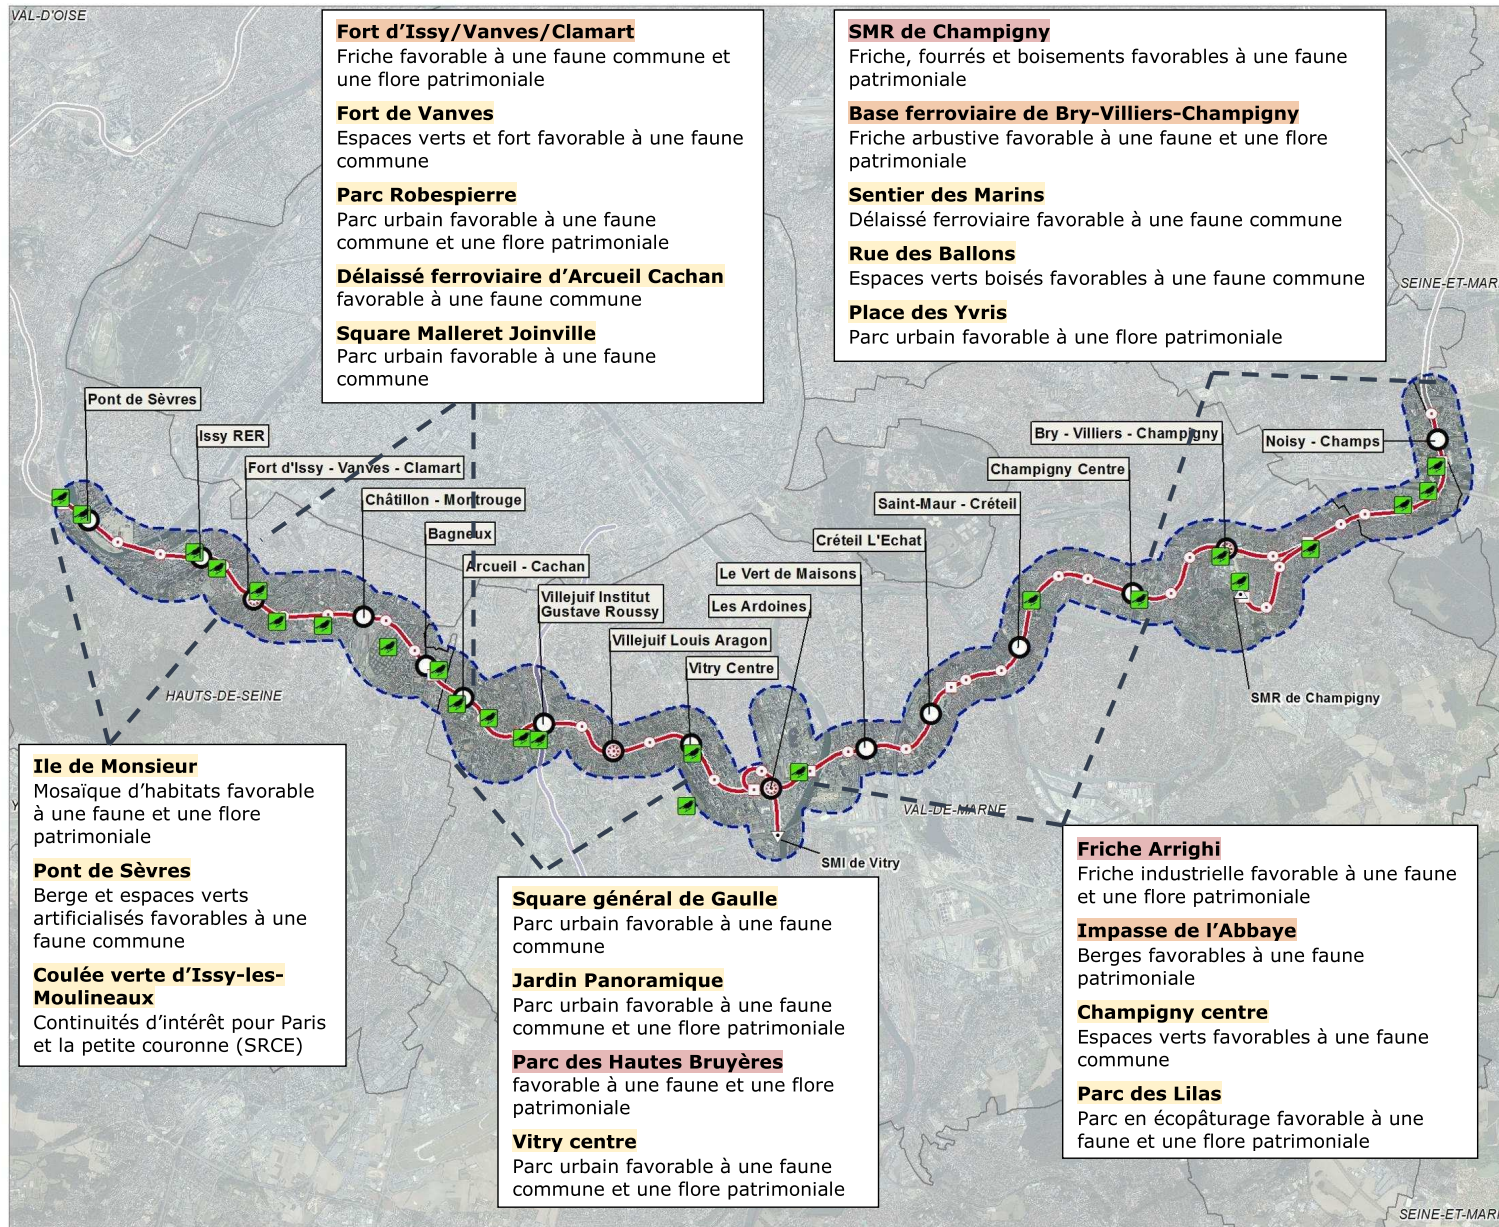 VAL-D'OISE
Fort d’Issy/Vanves/Clamart
Friche favorable à une faune commune et
une flore patrimoniale
Fort de Vanves
Espaces verts et fort favorable à une faune
commune
Parc Robespierre
Parc urbain favorable à une faune
commune et une flore patrimoniale
Délaissé ferroviaire d’Arcueil Cachan
favorable à une faune commune
Square Malleret Joinville
Parc urbain favorable à une faune
commune
SMR de Champigny
Friche, fourrés et boisements favorables à une faune
patrimoniale
Base ferroviaire de Bry-Villiers-Champigny
Friche arbustive favorable à une faune et une flore
patrimoniale
Sentier des Marins
Délaissé ferroviaire favorable à une faune commune
Rue des Ballons
Espaces verts boisés favorables à une faune commune
Place des Yvris
Parc urbain favorable à une flore patrimoniale
SEINE-ET-MAR
Pont de Sèvres
Issy RER
Fort d'Issy - Vanves - Clamart
Châtillon - Montrouge
Bagneux
Arcueil - Cachan
Villejuif Institut
Gustave Roussy
Villejuif Louis Aragon
Vitry Centre
Les Ardoines
Le Vert de Maisons
Créteil L'Echat
Saint-Maur - Créteil
Champigny Centre
Bry - Villiers - Champigny
Noisy - Champs
HAUTS-DE-SEINE
SMR de Champigny
VAL-DE-MARNE
SMI de Vitry
Y
Ile de Monsieur
Mosaïque d’habitats favorable
à une faune et une flore
patrimoniale
Pont de Sèvres
Berge et espaces verts
artificialisés favorables à une
faune commune
Coulée verte d’Issy-les-
Moulineaux
Continuités d’intérêt pour Paris
et la petite couronne (SRCE)
Square général de Gaulle
Parc urbain favorable à une faune
commune
Jardin Panoramique
Parc urbain favorable à une faune
commune et une flore patrimoniale
Parc des Hautes Bruyères
favorable à une faune et une flore
patrimoniale
Vitry centre
Parc urbain favorable à une faune
commune et une flore patrimoniale
Friche Arrighi
Friche industrielle favorable à une faune
et une flore patrimoniale
Impasse de l’Abbaye
Berges favorables à une faune
patrimoniale
Champigny centre
Espaces verts favorables à une faune
commune
Parc des Lilas
Parc en écopâturage favorable à une
faune et une flore patrimoniale
SEINE-ET-MAR